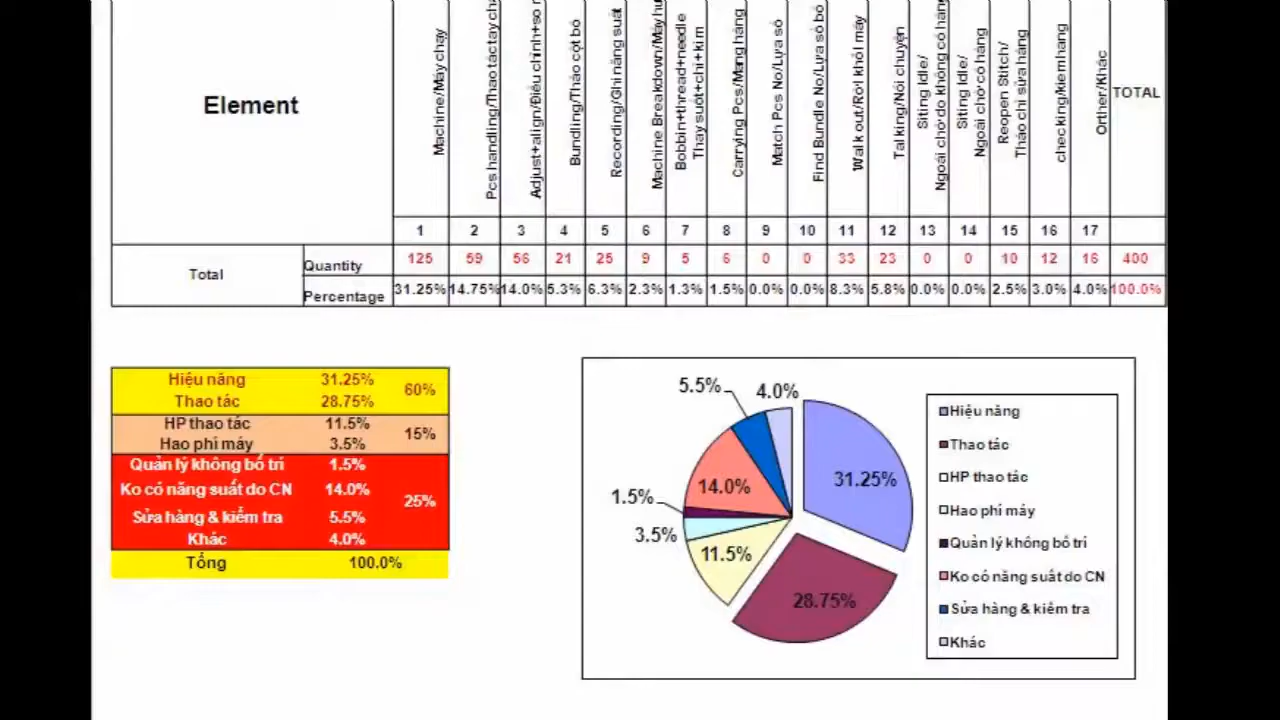 Element
Machine/Máy chạy
Pcs handling/Thao tác tay
Adjust+align/Điều chỉnh+so
Bundling/Tháo cột bó
Recording/Ghi năng suất
Machine Breakdown/Máy
Bobbin+thread+needle
Thay suốt+chỉ+kim
Carrying Pcs/Mang hàng
Match Pcs No/Lựa số
Find Bundle No/Lựa số bó
Walk out/Rời khỏi máy
Talking/Nói chuyện
Siting Idle/
Ngoài chờ do không có hàng
Siting Idle/
Ngoài chờ có hàng
Reopen Stitch/
Tháo chỉ sửa hàng
checking/kiemhang
Orther/Khác
TOTAL
1 2 3 4 5 6 7 8 9 10 11 12 13 14 15 16 17
Total
Quantity 125 59 56 21 25 9 5 6 0 0 33 23 0 0 10 12 16 400
Percentage 31.25% 14.75% 14.0% 5.3% 6.3% 2.3% 1.3% 1.5% 0.0% 0.0% 8.3% 5.8% 0.0% 0.0% 2.5% 3.0% 4.0% 100.0%
Hiệu năng 31.25% 60%
Thao tác 28.75%
HP thao tác 11.5% 15%
Hao phí máy 3.5%
Quản lý không bố trí 1.5%
Ko có năng suất do CN 14.0% 25%
Sửa hàng & kiểm tra 5.5%
Khác 4.0%
Tổng 100.0%
5.5%
4.0%
31.25%
14.0%
1.5%
3.5%
11.5%
28.75%
Hiệu năng
Thao tác
HP thao tác
Hao phí máy
Quản lý không bố trí
Ko có năng suất do CN
Sửa hàng & kiểm tra
Khác